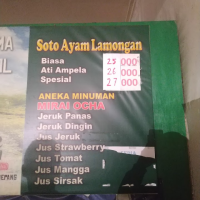 Soto Ayam Lamongan
Biasa 23.000
Ati Ampela 26.000
Spesial 27.000
ANEKA MINUMAN
MIRAI OCHA
Jeruk Panas
Jeruk Dingin
Jus Jeruk
Jus Strawberry
Jus Tomat
Jus Mangga
Jus Sirsak